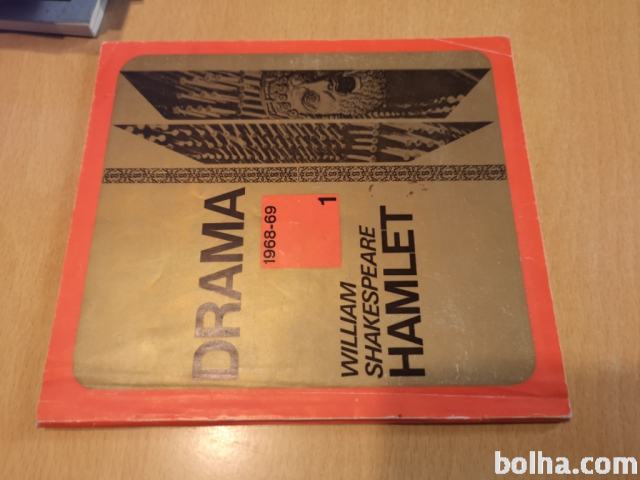 DRAMA
1968-69
1
WILLIAM
SHAKESPEARE
HAMLET
bolha.com